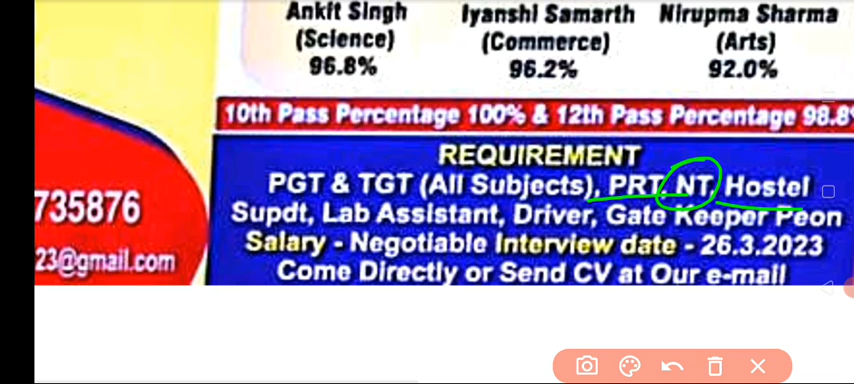 Ankit Singh Iyanshi Samarth Nirupma Sharma
(Science) (Commerce) (Arts)
96.8% 96.2% 92.0%
10th Pass Percentage 100% & 12th Pass Percentage 98.8
REQUIREMENT
PGT & TGT (All Subjects), PRT, NT, Hostel
Supdt, Lab Assistant, Driver, Gate Keeper Peon
Salary - Negotiable Interview date - 26.3.2023
Come Directly or Send CV at Our e-mail
735876
23@gmail.com